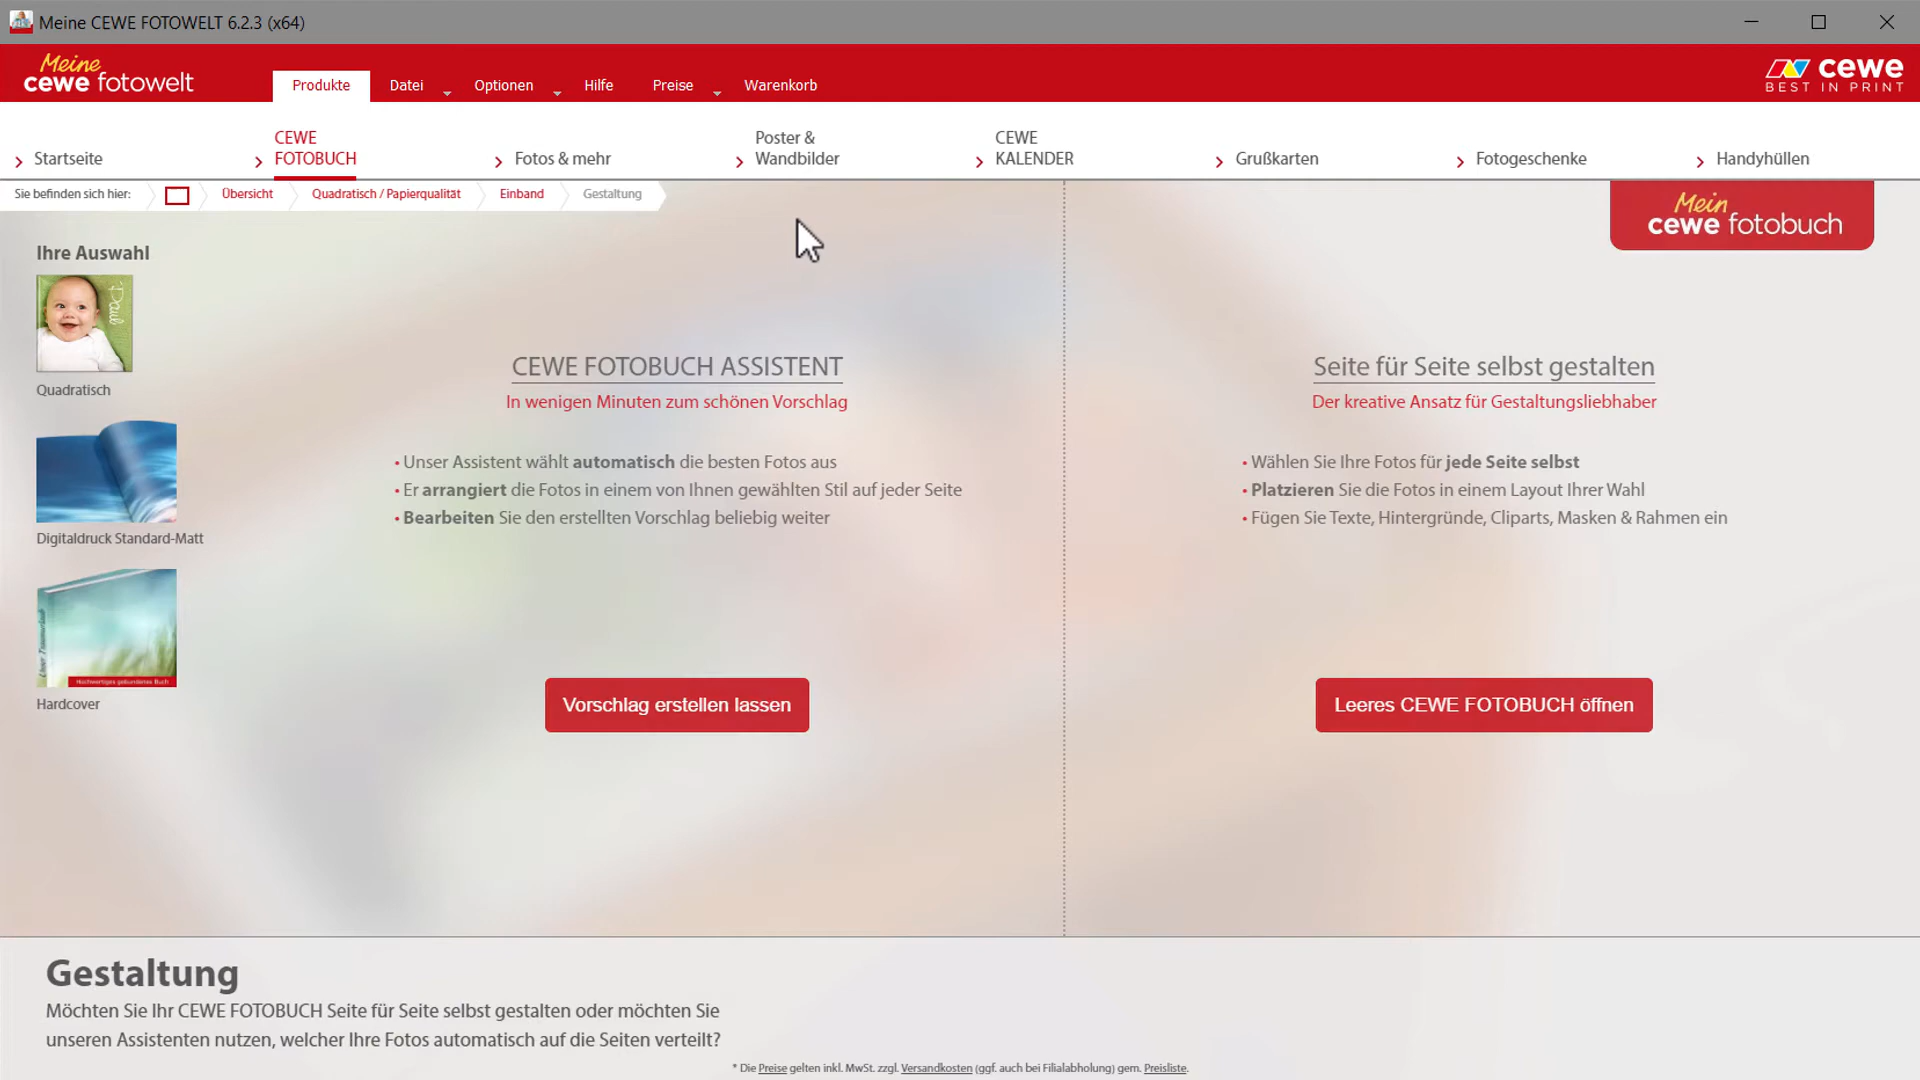 Meine CEWE FOTOWELT 6.2.3 (x64)
Meine
cewe fotowelt
Produkte
Datei
Optionen
Hilfe
Preise
Warenkorb
cewe
BEST IN PRINT
Startseite
CEWE
FOTOBUCH
Fotos & mehr
Poster &
Wandbilder
CEWE
KALENDER
Grußkarten
Fotogeschenke
Handyhüllen
Sie befinden sich hier:
Übersicht
Quadratisch / Papierqualität
Einband
Gestaltung
Mein
cewe fotobuch
Ihre Auswahl
Paul
Quadratisch
Digitaldruck Standard-Matt
Unser Traumurlaub
Hochwertiges gebundenes Buch
Hardcover
CEWE FOTOBUCH ASSISTENT
In wenigen Minuten zum schönen Vorschlag
• Unser Assistent wählt automatisch die besten Fotos aus
• Er arrangiert die Fotos in einem von Ihnen gewählten Stil auf jeder Seite
• Bearbeiten Sie den erstellten Vorschlag beliebig weiter
Vorschlag erstellen lassen
Seite für Seite selbst gestalten
Der kreative Ansatz für Gestaltungsliebhaber
• Wählen Sie Ihre Fotos für jede Seite selbst
• Platzieren Sie die Fotos in einem Layout Ihrer Wahl
• Fügen Sie Texte, Hintergründe, Cliparts, Masken & Rahmen ein
Leeres CEWE FOTOBUCH öffnen
Gestaltung
Möchten Sie Ihr CEWE FOTOBUCH Seite für Seite selbst gestalten oder möchten Sie
unseren Assistenten nutzen, welcher Ihre Fotos automatisch auf die Seiten verteilt?
* Die Preise gelten inkl. MwSt. zzgl. Versandkosten (ggf. auch bei Filialabholung) gem. Preisliste.